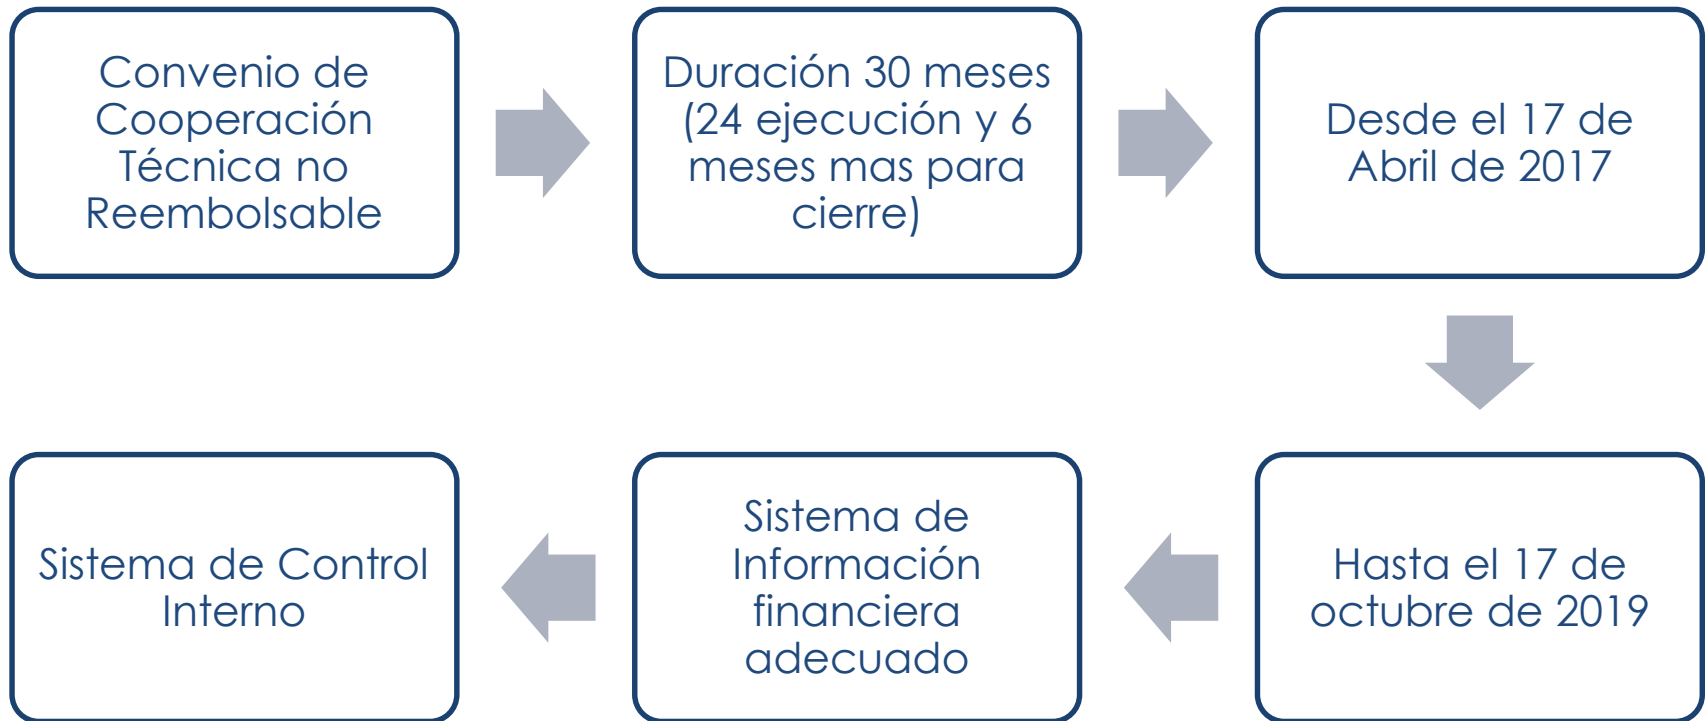 Convenio de
Cooperación
Técnica no
Reembolsable
Duración 30 meses
(24 ejecución y 6
meses mas para
cierre)
Desde el 17 de
Abril de 2017
Hasta el 17 de
octubre de 2019
Sistema de
Información
financiera
adecuado
Sistema de Control
Interno